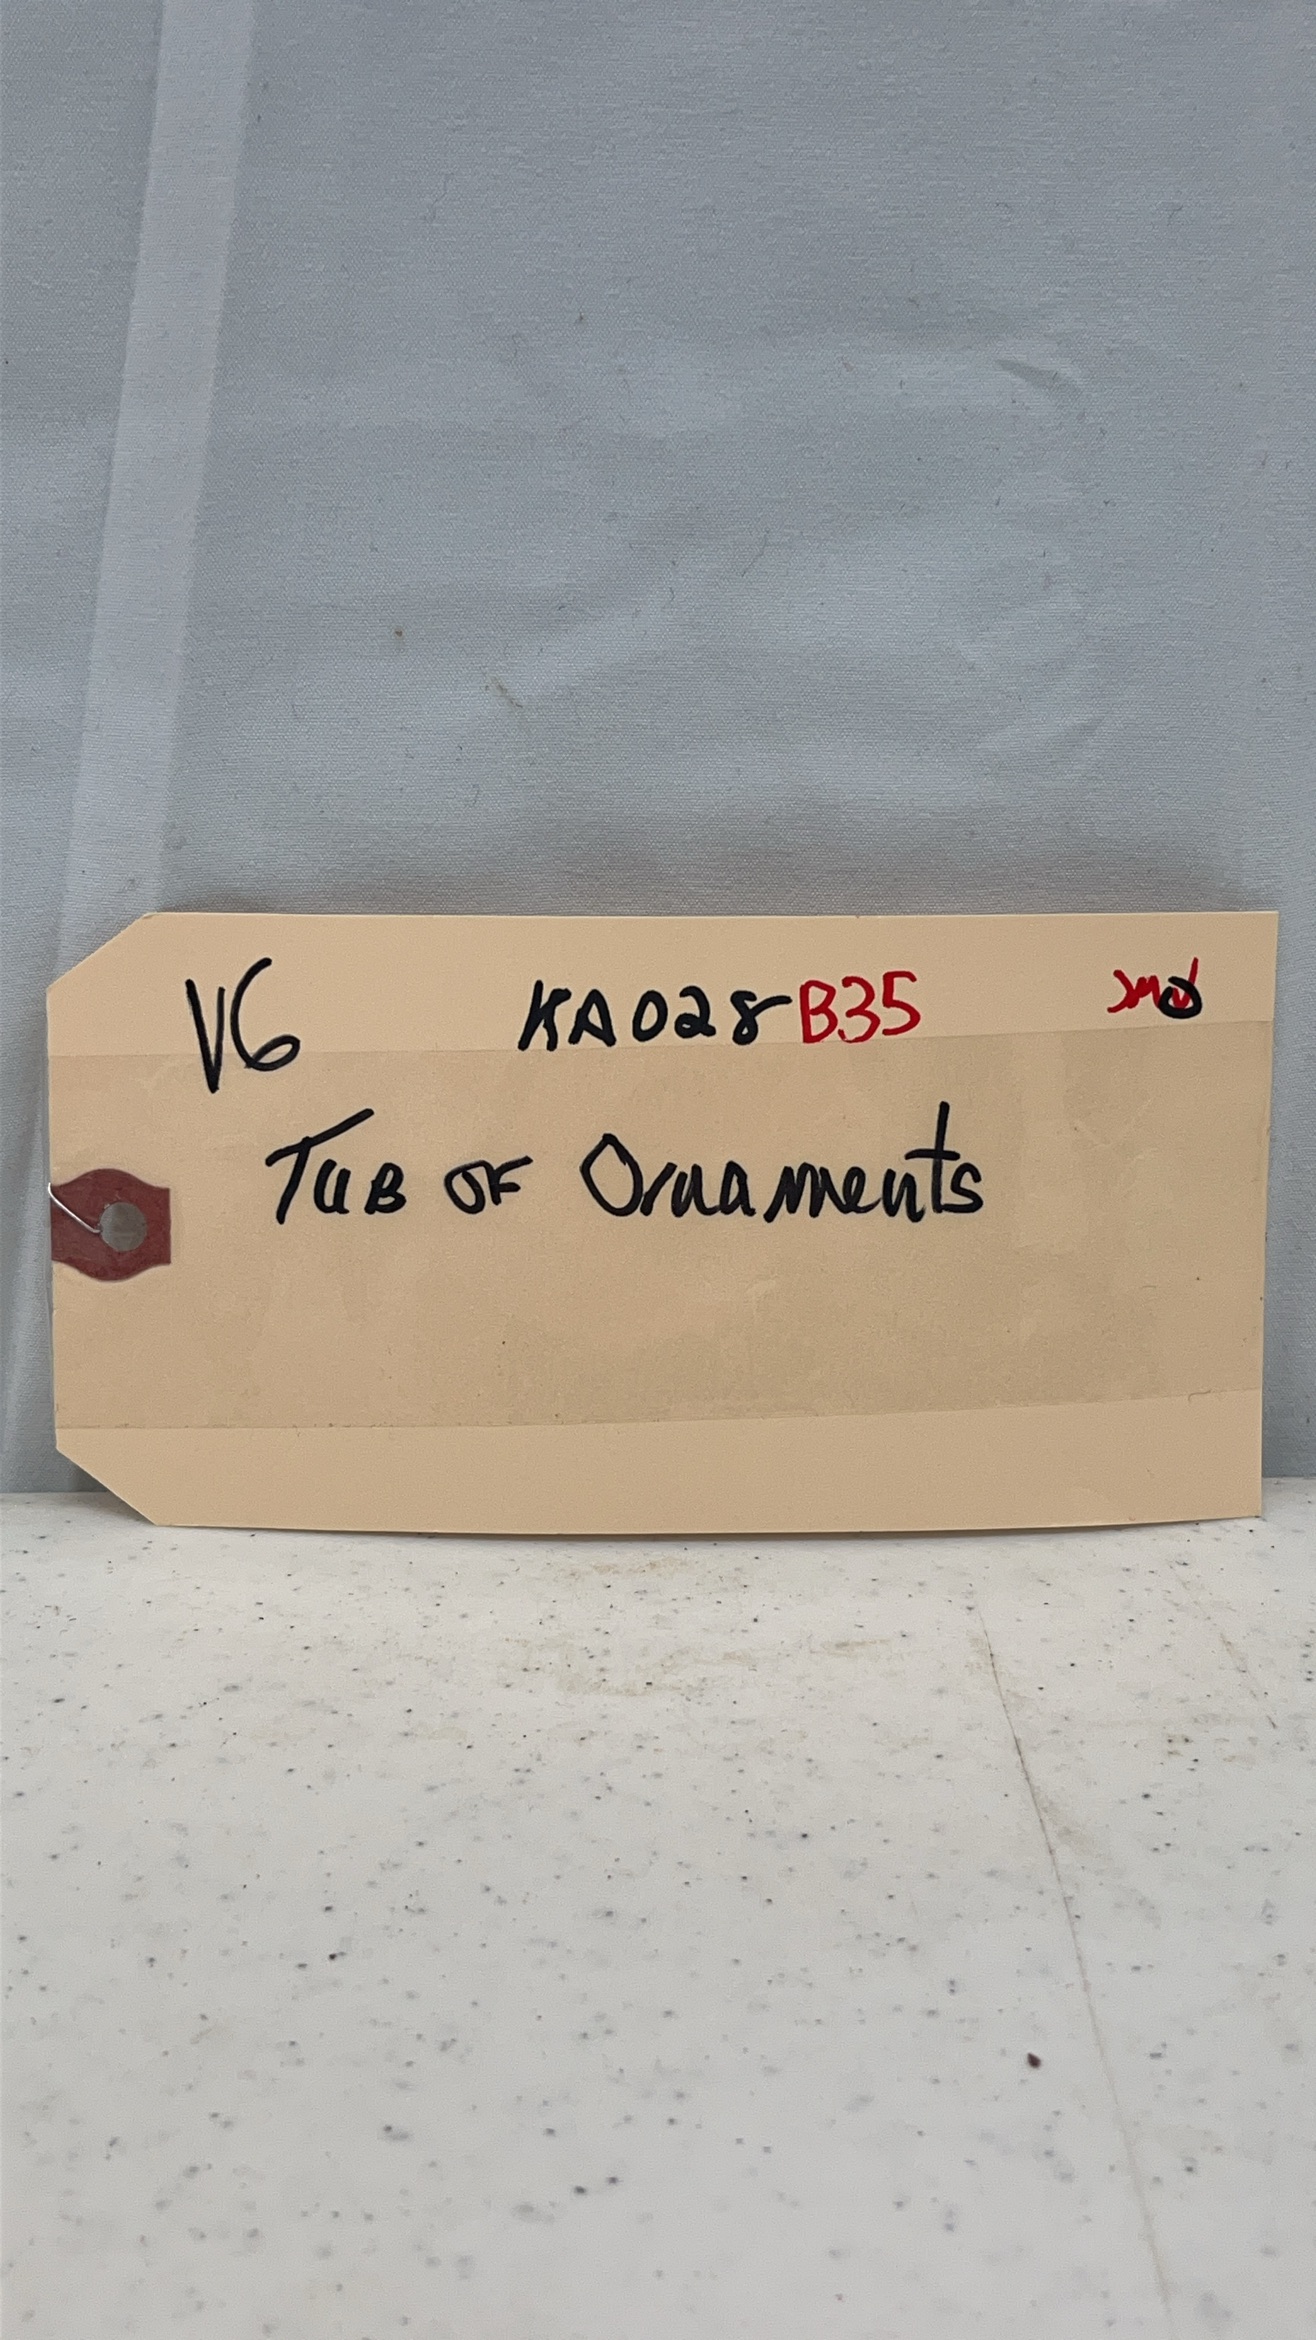 V6 KA028 B35
TUB OF Ornaments